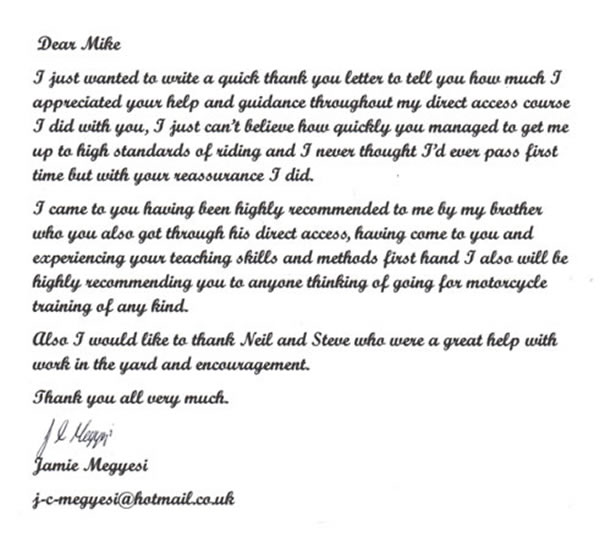 Dear Mike
I just wanted to write a quick thank you letter to tell you how much I
appreciated your help and guidance throughout my direct access course
I did with you, I just can't believe how quickly you managed to get me
up to high standards of riding and I never thought I'd ever pass first
time but with your reassurance I did.
I came to you having been highly recommended to me by my brother
who you also got through his direct access, having come to you and
experiencing your teaching skills and methods first hand I also will be
highly recommending you to anyone thinking of going for motorcycle
training of any kind.
Also I would like to thank Neil and Steve who were a great help with
work in the yard and encouragement.
Thank you all very much.
Jamie Megyesi
j-c-megyesi@hotmail.co.uk